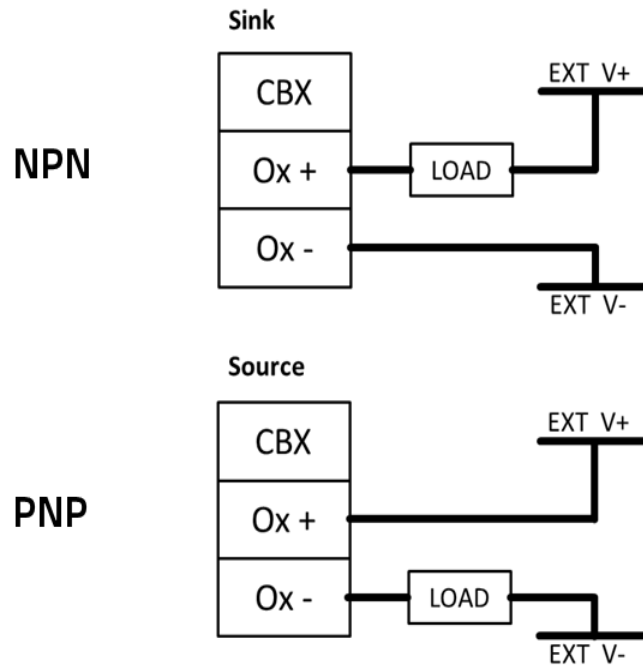 Sink
EXT V+
CBX
NPN
Ox +
LOAD
Ox -
EXT V-
Source
EXT V+
CBX
PNP
Ox +
Ox -
LOAD
EXT V-